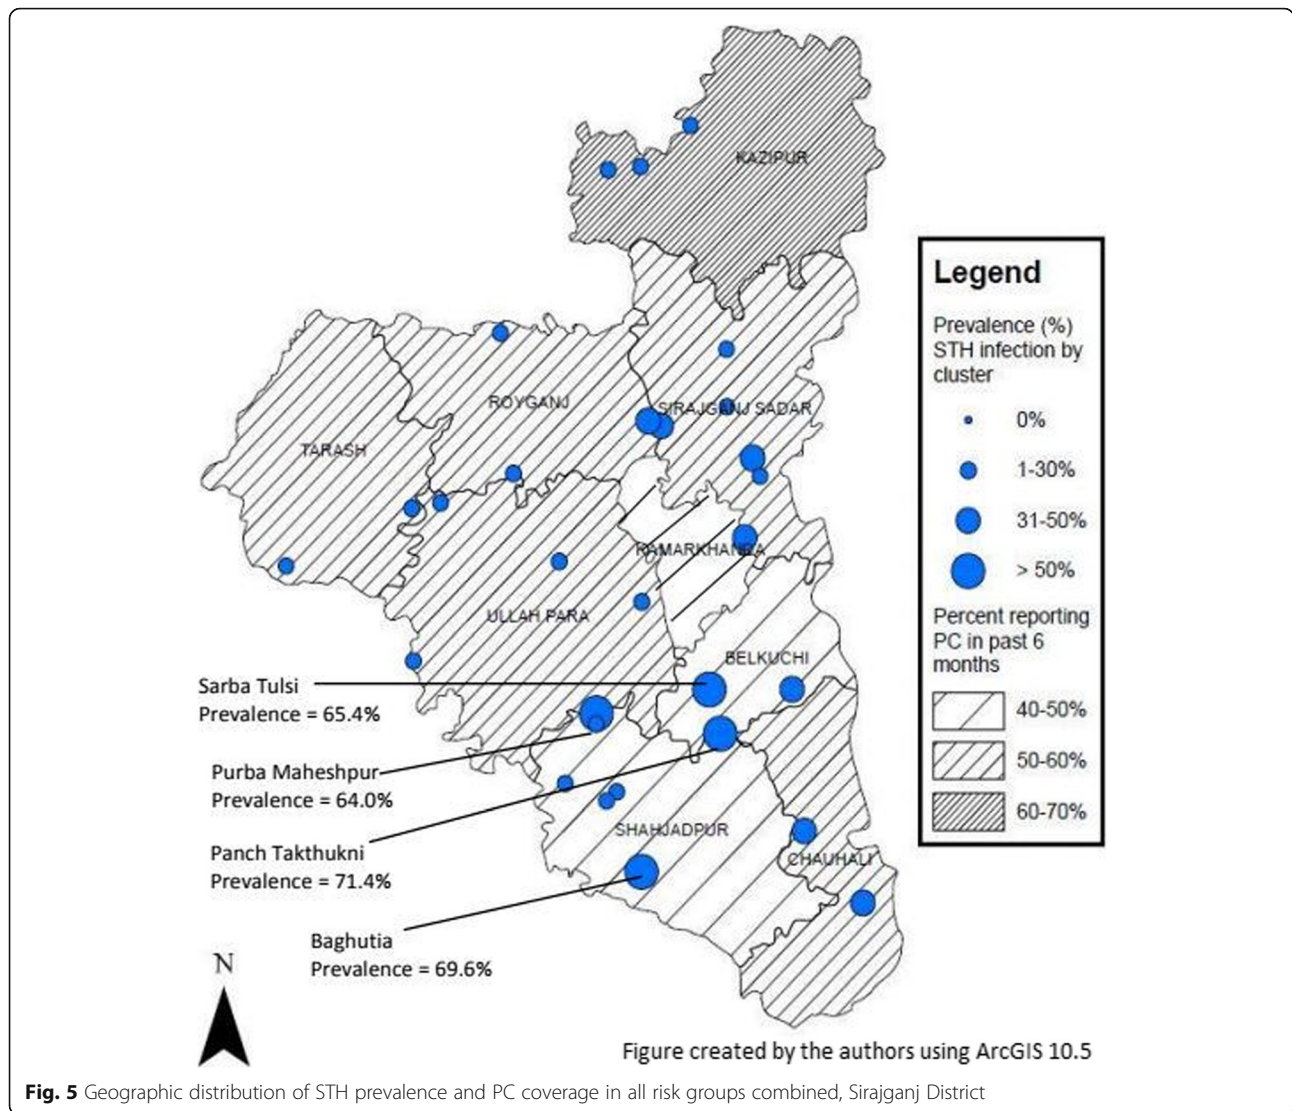 KAZIPUR
ROYGANJ
SIRAJGANJ SADAR
TARASH
KAMARKHANDA
ULLAH PARA
BELKUCHI
SHAHJADPUR
CHAUHALI
Sarba Tulsi
Prevalence = 65.4%
Purba Maheshpur
Prevalence = 64.0%
Panch Takthukni
Prevalence = 71.4%
Baghutia
Prevalence = 69.6%
N
Legend
Prevalence (%)
STH infection by
cluster
0%
1-30%
31-50%
> 50%
Percent reporting
PC in past 6
months
40-50%
50-60%
60-70%
Figure created by the authors using ArcGIS 10.5
Fig. 5 Geographic distribution of STH prevalence and PC coverage in all risk groups combined, Sirajganj District